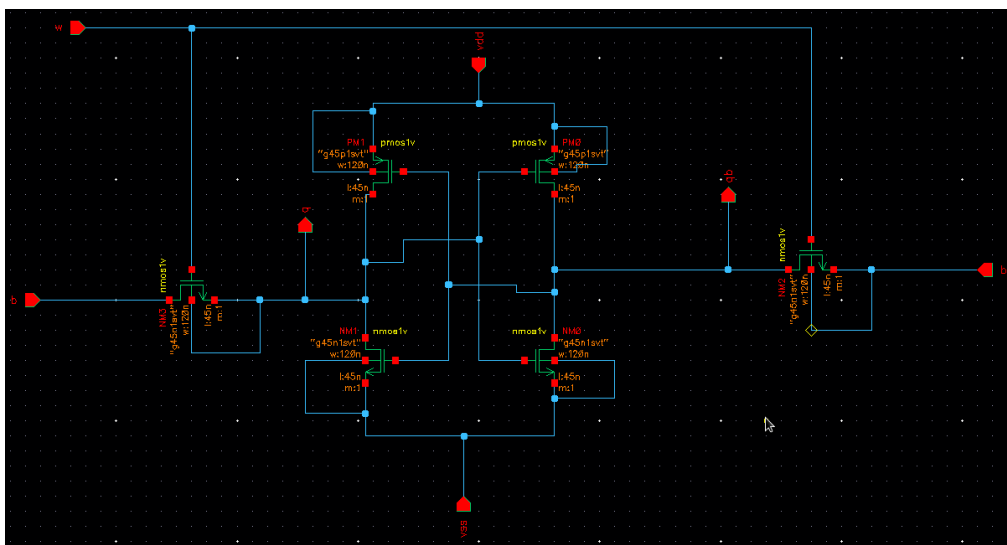 w
vdd
PM1
pmos1v
"g45p1svt"
w:120n
l:45n
m:1
pmos1v
PM0
"g45p1svt"
w:120n
l:45n
m:1
q
qb
nmos1v
NM3
"g45n1svt"
w:120n
l:45n
m:1
nmos1v
NM2
"g45n1svt"
w:120n
l:45n
m:1
b
NM1
nmos1v
"g45n1svt"
w:120n
l:45n
m:1
nmos1v
NM0
"g45n1svt"
w:120n
l:45n
m:1
vss